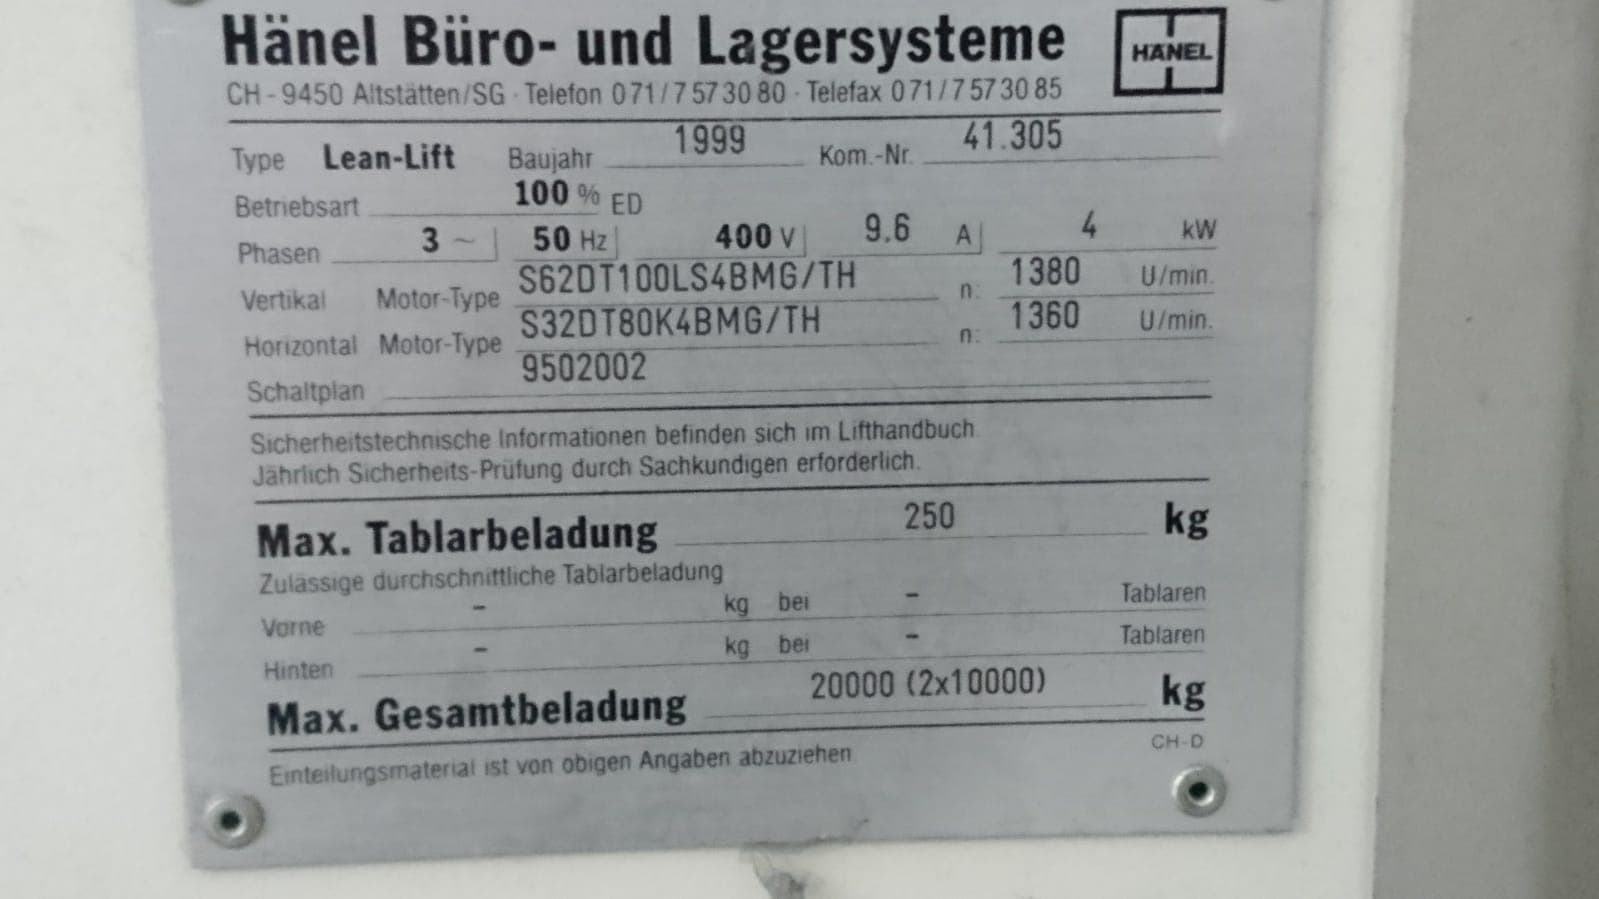 Hänel Büro- und Lagersysteme
HÄNEL
CH - 9450 Altstätten/SG · Telefon 071/7 57 30 80 · Telefax 071/7 57 30 85
Type Lean-Lift Baujahr 1999 Kom.-Nr. 41.305
Betriebsart 100 % ED
Phasen 3 ~ 50 Hz 400 V 9.6 A 4 kW
Vertikal Motor-Type S62DT100LS4BMG/TH n: 1380 U/min.
Horizontal Motor-Type S32DT80K4BMG/TH n: 1360 U/min.
Schaltplan 9502002
Sicherheitstechnische Informationen befinden sich im Lifthandbuch
Jährlich Sicherheits-Prüfung durch Sachkundigen erforderlich.
Max. Tablarbeladung 250 kg
Zulässige durchschnittliche Tablarbeladung
Vorne - kg bei - Tablaren
Hinten - kg bei - Tablaren
Max. Gesamtbeladung 20000 (2x10000) kg
Einteilungsmaterial ist von obigen Angaben abzuziehen
CH-D